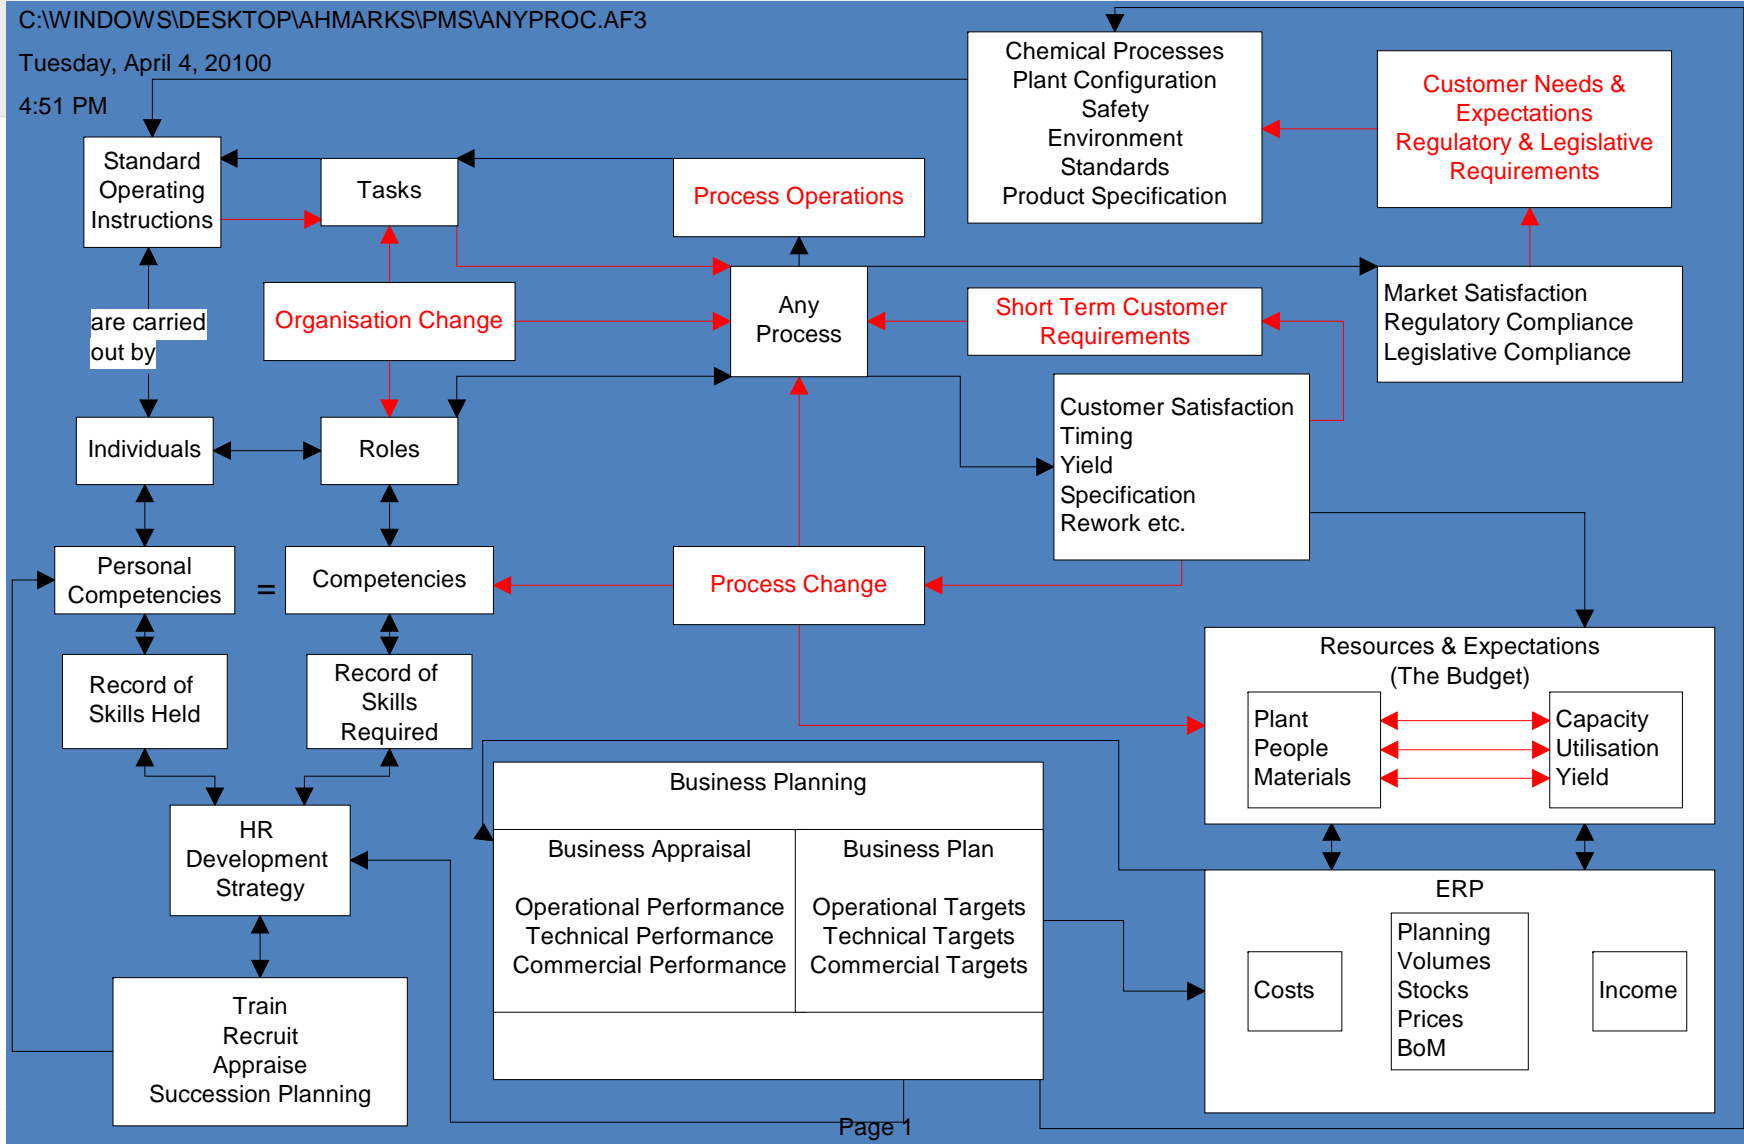 C:\WINDOWS\DESKTOP\AHMARKS\PMS\ANYPROC.AF3
Tuesday, April 4, 20100
4:51 PM
Chemical Processes
Plant Configuration
Safety
Environment
Standards
Product Specification
Customer Needs &
Expectations
Regulatory & Legislative
Requirements
Standard
Operating
Instructions
Tasks
Process Operations
Organisation Change
Any
Process
Short Term Customer
Requirements
Market Satisfaction
Regulatory Compliance
Legislative Compliance
are carried
out by
Individuals
Roles
Customer Satisfaction
Timing
Yield
Specification
Rework etc.
Personal
Competencies
=
Competencies
Process Change
Record of
Skills Held
Record of
Skills
Required
Resources & Expectations
(The Budget)
Plant
People
Materials
Capacity
Utilisation
Yield
HR
Development
Strategy
Business Planning
Business Appraisal
Operational Performance
Technical Performance
Commercial Performance
Business Plan
Operational Targets
Technical Targets
Commercial Targets
ERP
Costs
Planning
Volumes
Stocks
Prices
BoM
Income
Train
Recruit
Appraise
Succession Planning
Page 1